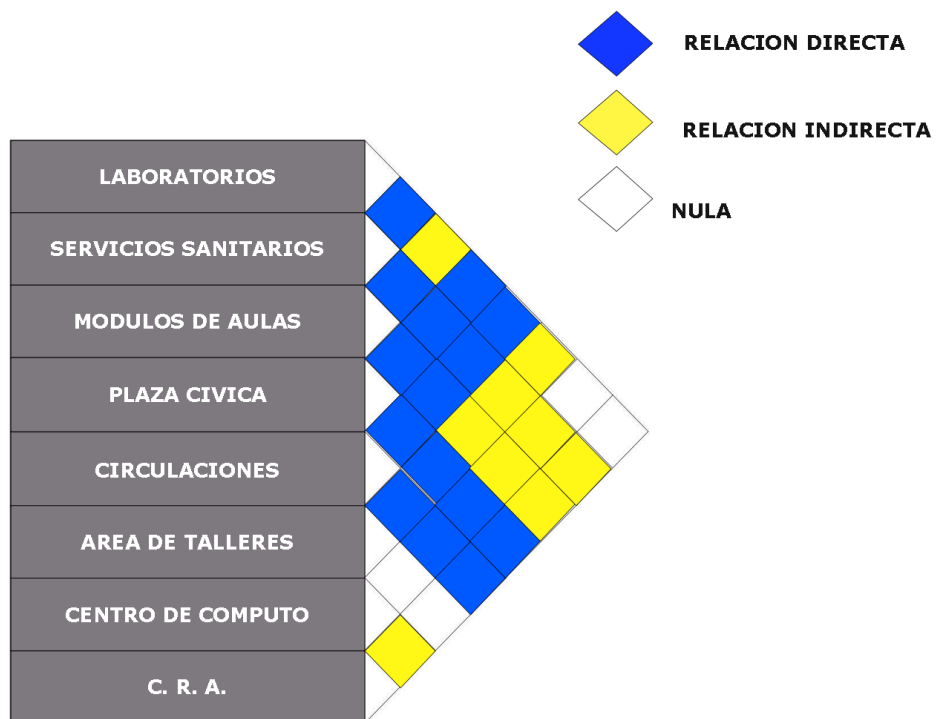 RELACION DIRECTA
RELACION INDIRECTA
NULA
LABORATORIOS
SERVICIOS SANITARIOS
MODULOS DE AULAS
PLAZA CIVICA
CIRCULACIONES
AREA DE TALLERES
CENTRO DE COMPUTO
C. R. A.